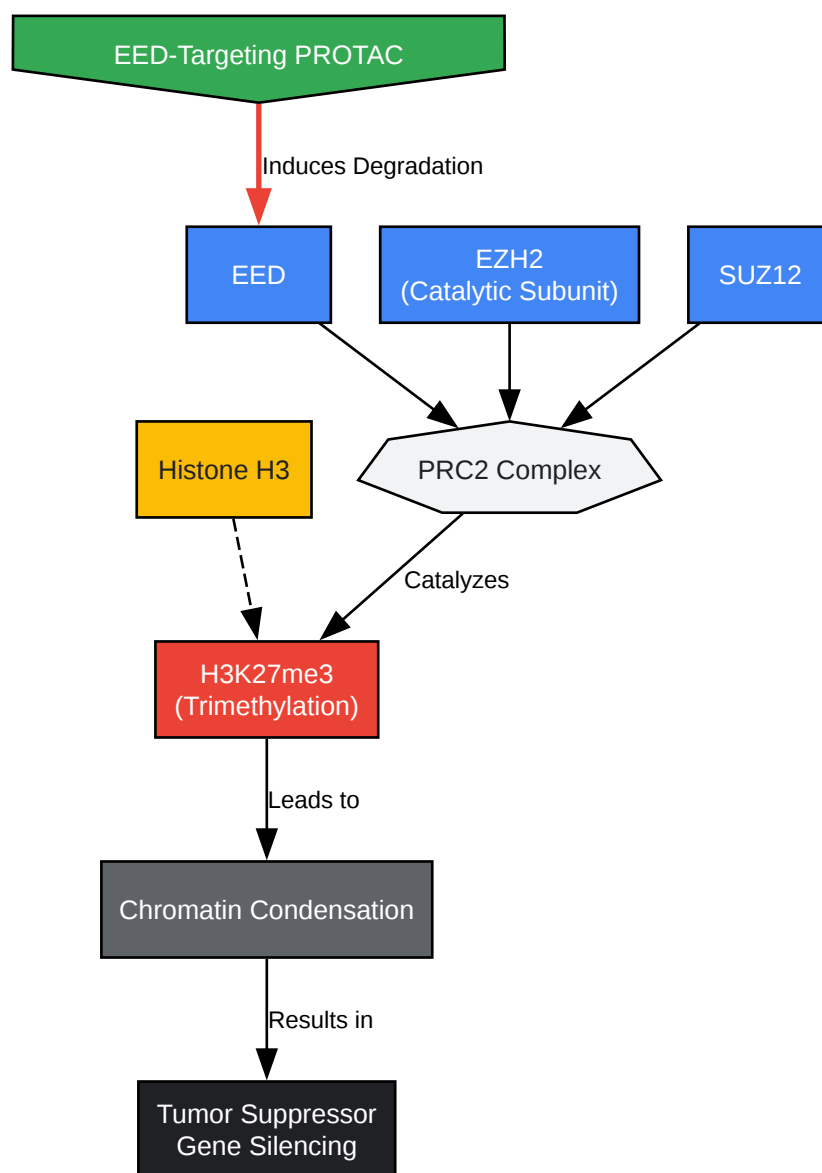 EED-Targeting PROTAC
Induces Degradation
EED
EZH2
(Catalytic Subunit)
SUZ12
Histone H3
PRC2 Complex
Catalyzes
H3K27me3
(Trimethylation)
Leads to
Chromatin Condensation
Results in
Tumor Suppressor
Gene Silencing